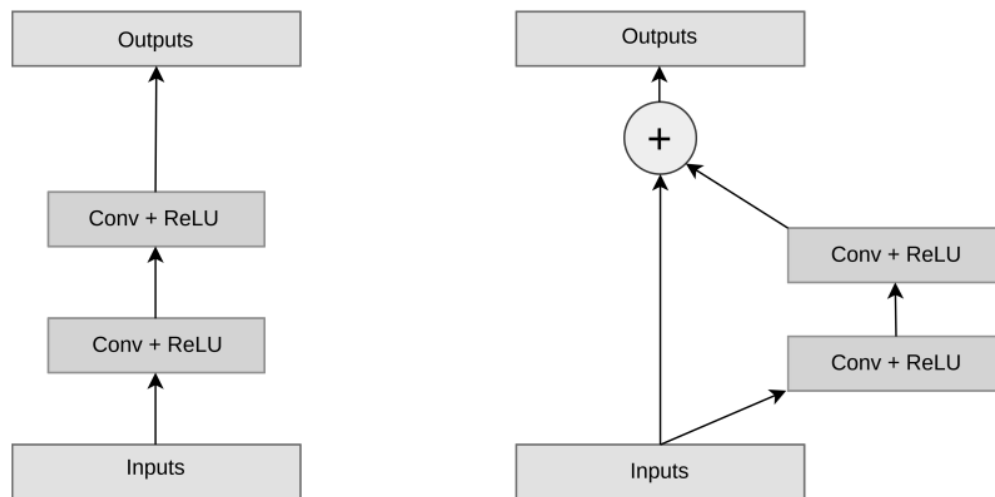 Outputs
Conv + ReLU
Conv + ReLU
Inputs
Outputs
+
Conv + ReLU
Conv + ReLU
Inputs